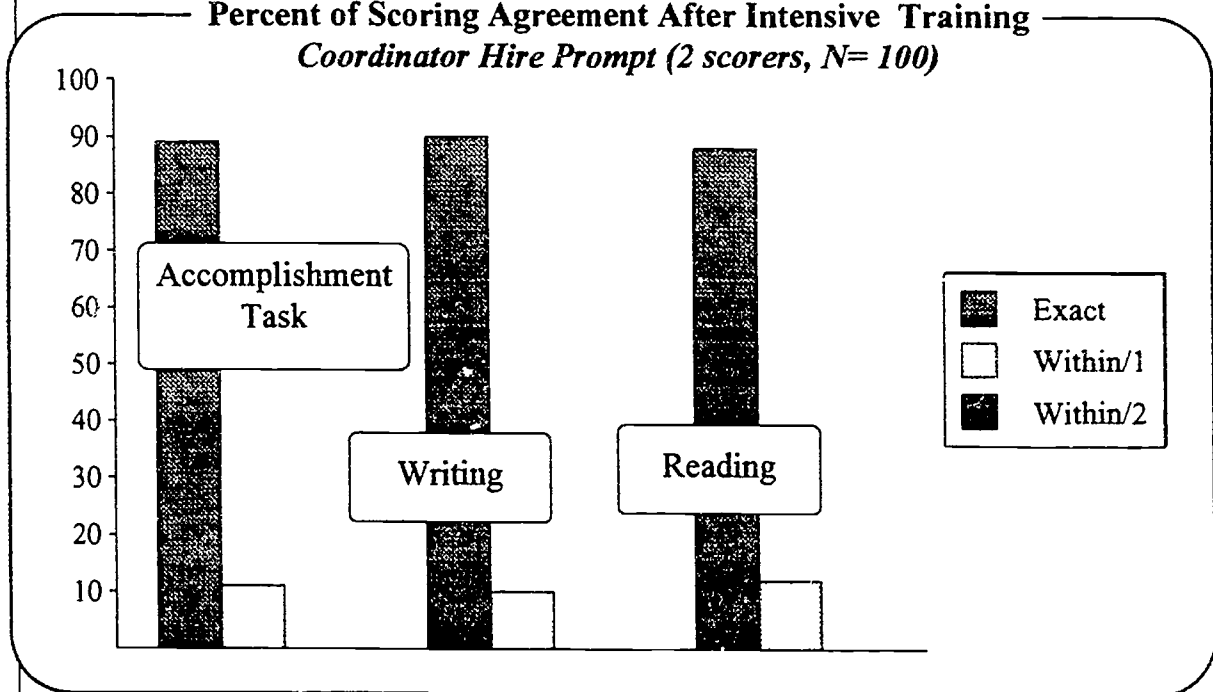 Percent of Scoring Agreement After Intensive Training
Coordinator Hire Prompt (2 scorers, N= 100)
100
90
80
70
60
50
40
30
20
10
Accomplishment
Task
Writing
Reading
Exact
Within/1
Within/2